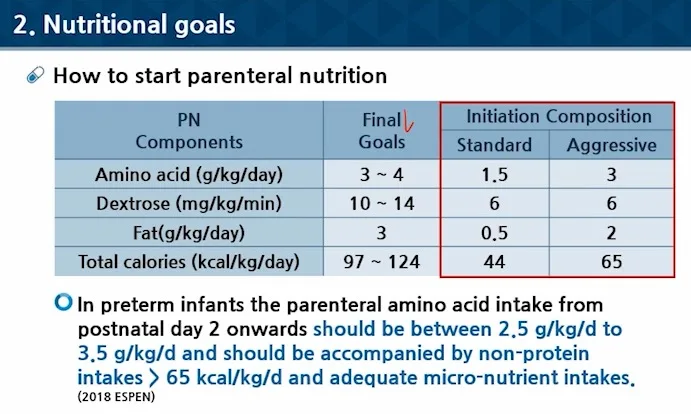 2. Nutritional goals
How to start parenteral nutrition
PN Components Final Goals Initiation Composition
Standard Aggressive
Amino acid (g/kg/day) 3 ~ 4 1.5 3
Dextrose (mg/kg/min) 10 ~ 14 6 6
Fat(g/kg/day) 3 0.5 2
Total calories (kcal/kg/day) 97 ~ 124 44 65
In preterm infants the parenteral amino acid intake from
postnatal day 2 onwards should be between 2.5 g/kg/d to
3.5 g/kg/d and should be accompanied by non-protein
intakes > 65 kcal/kg/d and adequate micro-nutrient intakes.
(2018 ESPEN)